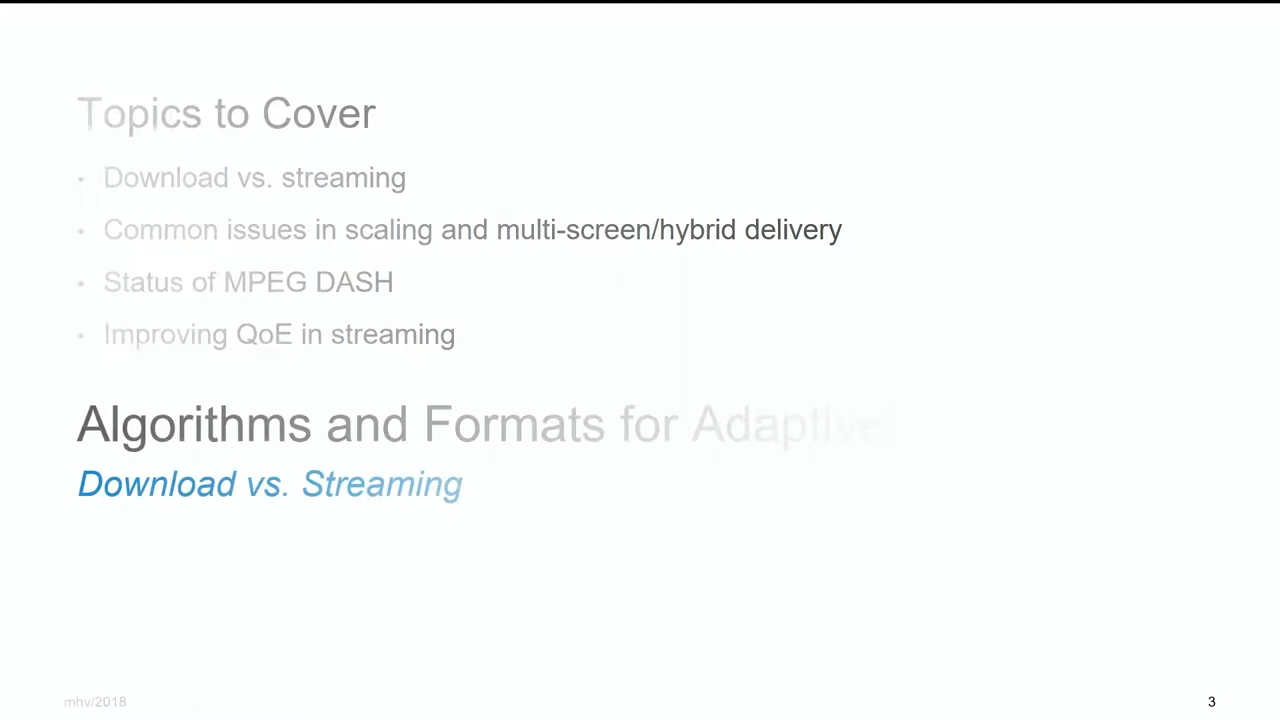 Topics to Cover
• Download vs. streaming
• Common issues in scaling and multi-screen/hybrid delivery
• Status of MPEG DASH
• Improving QoE in streaming
Algorithms and Formats for Adaptive
Download vs. Streaming
mhv/2018
3